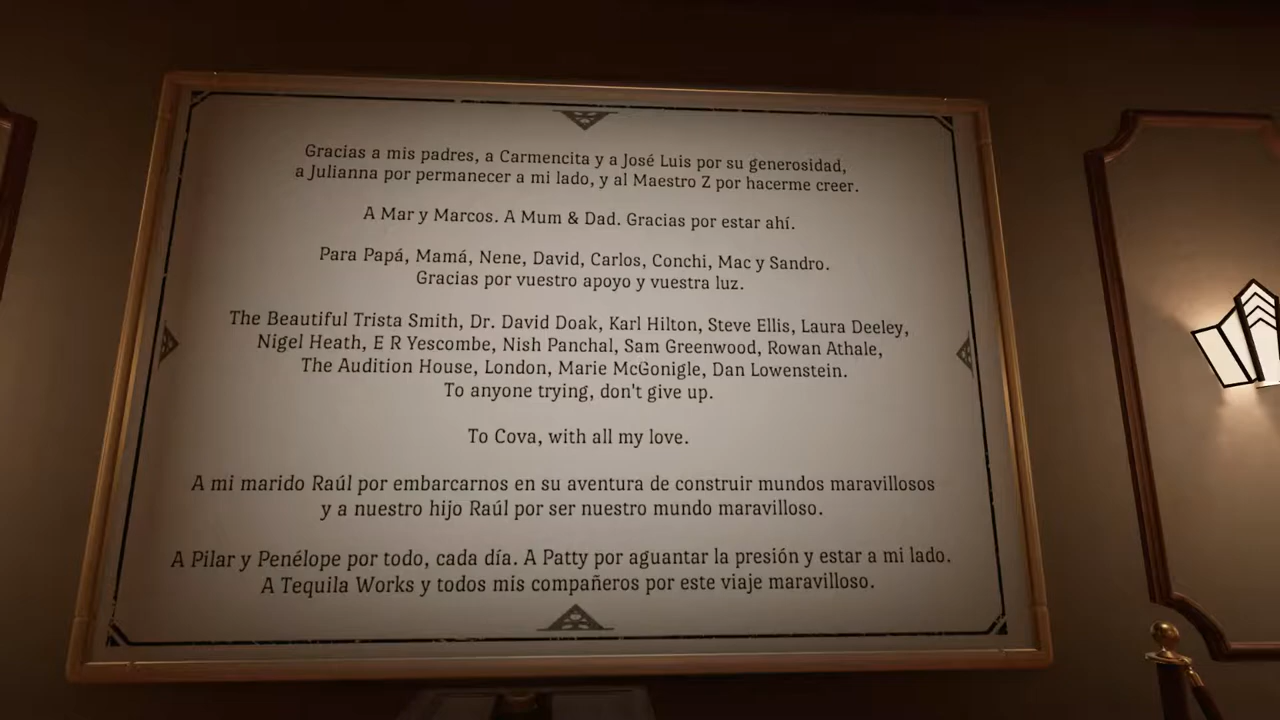 Gracias a mis padres, a Carmencita y a José Luis por su generosidad,
a Julianna por permanecer a mi lado, y al Maestro Z por hacerme creer.
A Mar y Marcos. A Mum & Dad. Gracias por estar ahí.
Para Papá, Mamá, Nene, David, Carlos, Conchi, Mac y Sandro.
Gracias por vuestro apoyo y vuestra luz.
The Beautiful Trista Smith, Dr. David Doak, Karl Hilton, Steve Ellis, Laura Deeley,
Nigel Heath, E R Yescombe, Nish Panchal, Sam Greenwood, Rowan Athale,
The Audition House, London, Marie McGonigle, Dan Lowenstein.
To anyone trying, don't give up.
To Cova, with all my love.
A mi marido Raúl por embarcarnos en su aventura de construir mundos maravillosos
y a nuestro hijo Raúl por ser nuestro mundo maravilloso.
A Pilar y Penélope por todo, cada día. A Patty por aguantar la presión y estar a mi lado.
A Tequila Works y todos mis compañeros por este viaje maravilloso.